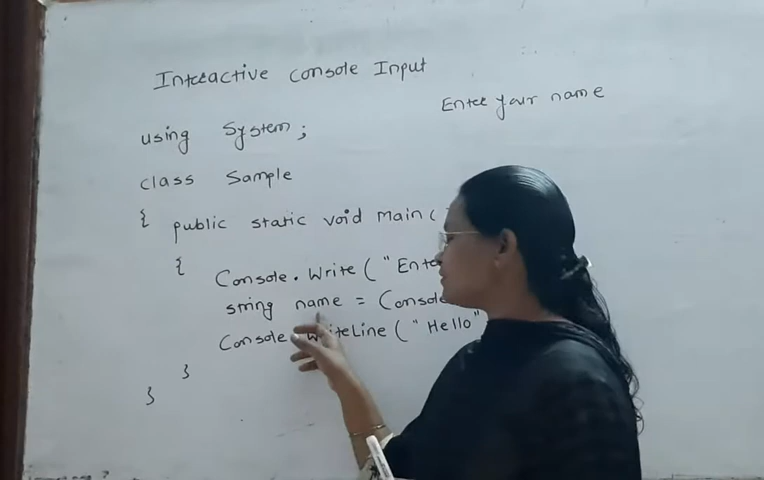 Interactive Console Input
Enter your name
using System;
class Sample
{ public static void main(
{
Console.Write("Ente
string name = Console
Console WriteLine("Hello"
}
}